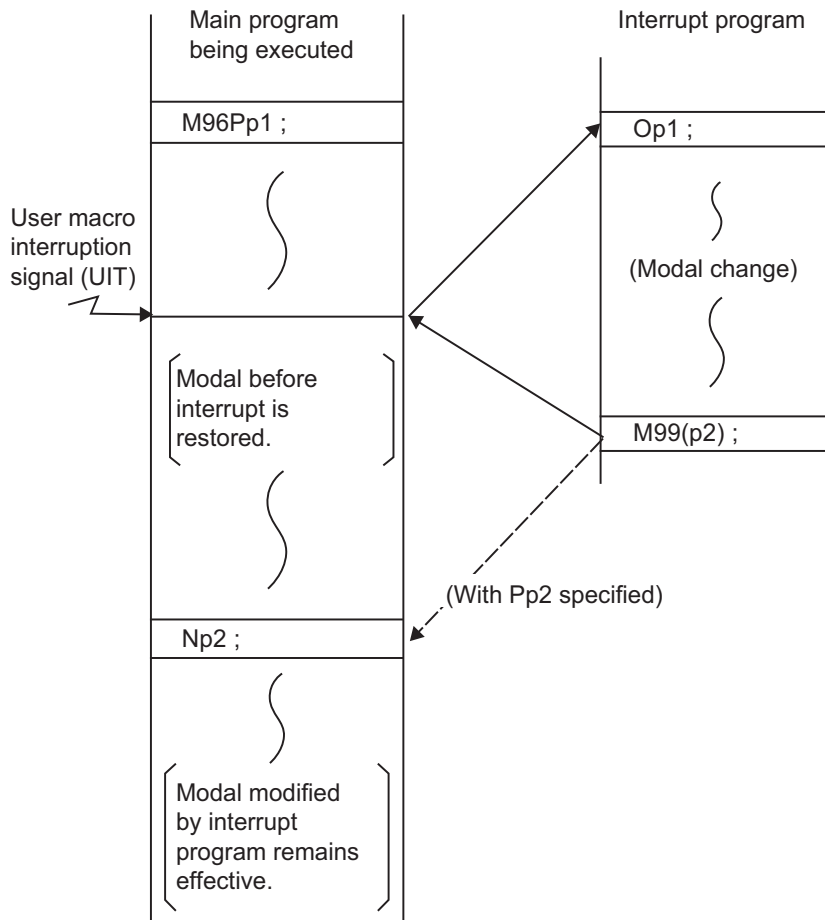 Main program
being executed
Interrupt program
M96Pp1 ;
Op1 ;
User macro
interruption
signal (UIT)
(Modal change)
Modal before
interrupt is
restored.
M99(p2) ;
(With Pp2 specified)
Np2 ;
Modal modified
by interrupt
program remains
effective.